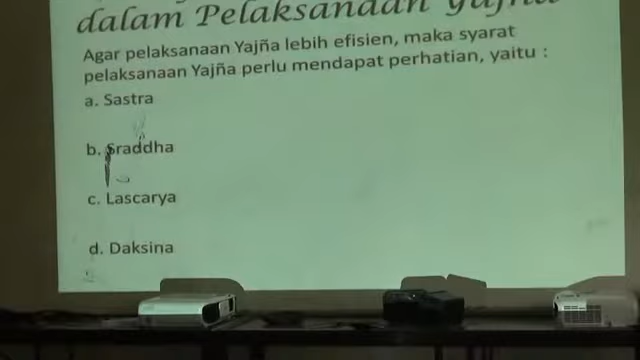 dalam Pelaksanaan Yajña
Agar pelaksanaan Yajña lebih efisien, maka syarat
pelaksanaan Yajña perlu mendapat perhatian, yaitu :
a. Sastra
b. Sraddha
c. Lascarya
d. Daksina